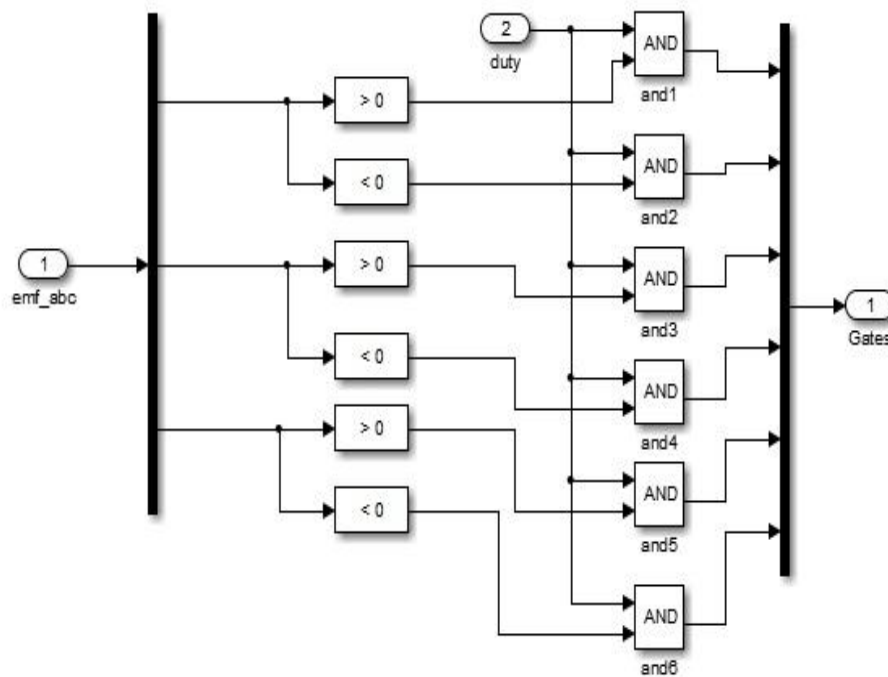 2
duty
AND
and1
> 0
AND
and2
< 0
1
emf_abc
> 0
AND
and3
1
Gates
< 0
AND
and4
> 0
AND
and5
< 0
AND
and6